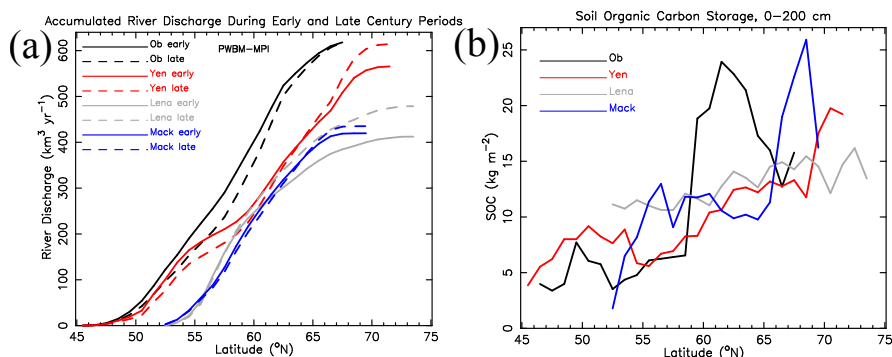 (a)
Accumulated River Discharge During Early and Late Century Periods
PWBM-MPI
Ob early
Ob late
Yen early
Yen late
Lena early
Lena late
Mack early
Mack late
River Discharge (km³ yr⁻¹)
600
500
400
300
200
100
0
45 50 55 60 65 70 75
Latitude (°N)
(b)
Soil Organic Carbon Storage, 0-200 cm
Ob
Yen
Lena
Mack
SOC (kg m⁻²)
25
20
15
10
5
0
45 50 55 60 65 70 75
Latitude (°N)